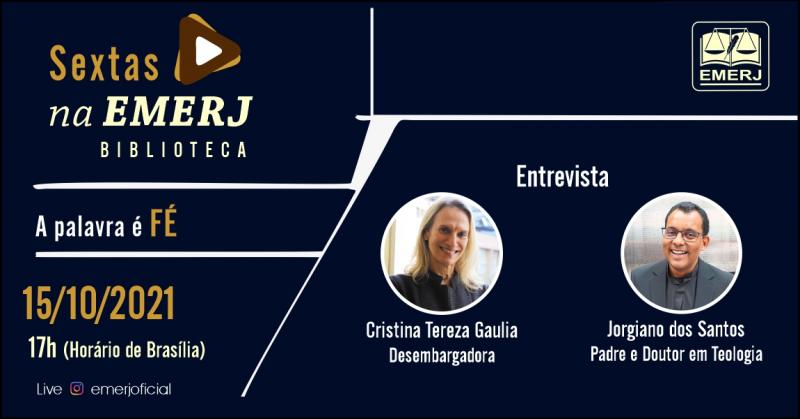 Sextas
na EMERJ
BIBLIOTECA
A palavra é FÉ
15/10/2021
17h (Horário de Brasília)
Live emerjoficial
EMERJ
Entrevista
Cristina Tereza Gaulia
Desembargadora
Jorgiano dos Santos
Padre e Doutor em Teologia